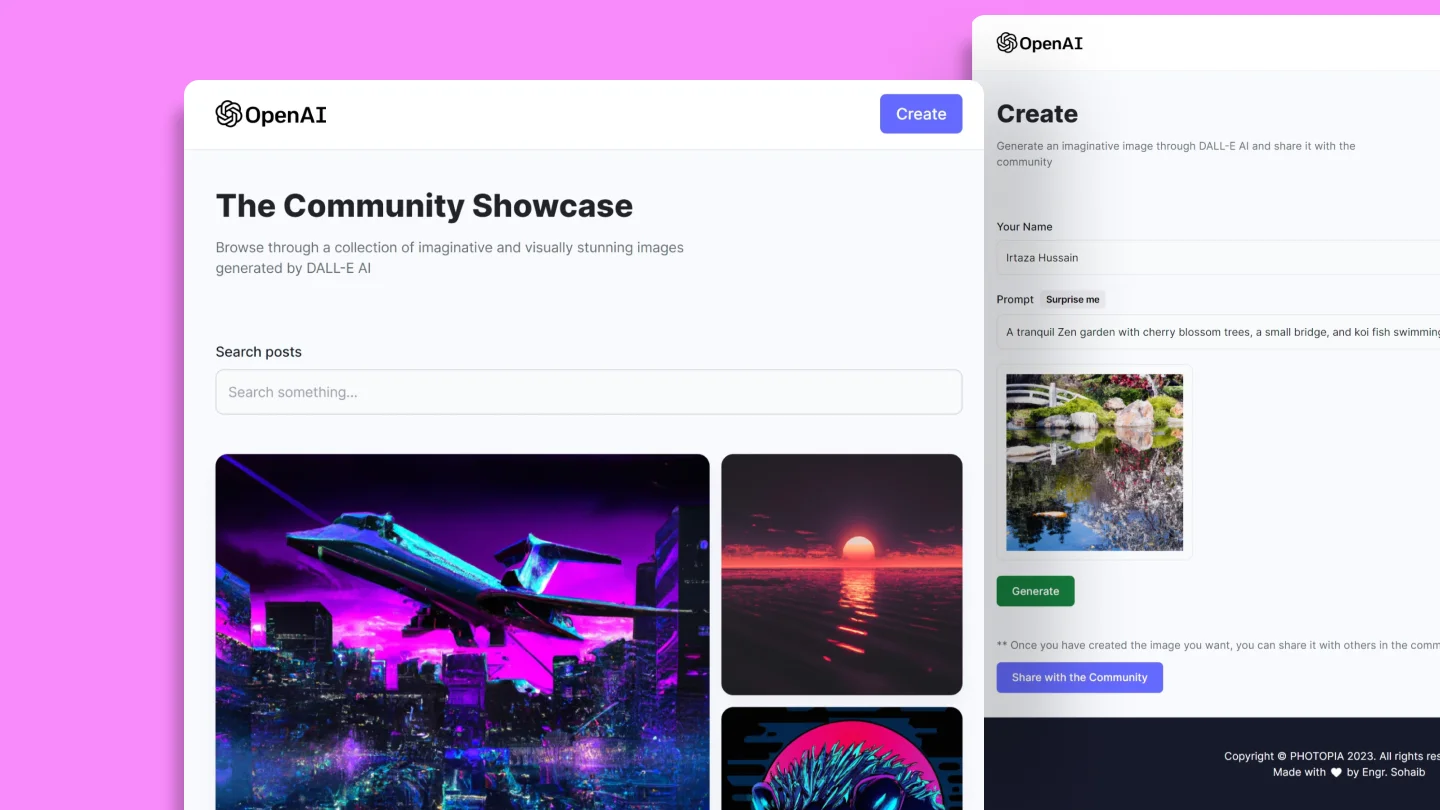 OpenAI
Create
The Community Showcase
Browse through a collection of imaginative and visually stunning images
generated by DALL-E AI
Search posts
Search something...
OpenAI
Create
Generate an imaginative image through DALL-E AI and share it with the
community
Your Name
Irtaza Hussain
Prompt Surprise me
A tranquil Zen garden with cherry blossom trees, a small bridge, and koi fish swimming
Generate
** Once you have created the image you want, you can share it with others in the comm
Share with the Community
Copyright © PHOTOPIA 2023. All rights res
Made with 🤍 by Engr. Sohaib